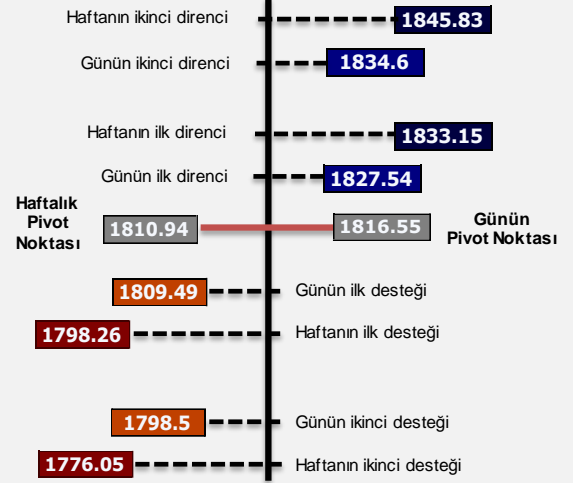 Haftanın ikinci direnci
1845.83
Günün ikinci direnci
1834.6
Haftanın ilk direnci
1833.15
Günün ilk direnci
1827.54
Haftalık
Pivot
Noktası
1810.94
1816.55
Günün
Pivot Noktası
1809.49
Günün ilk desteği
1798.26
Haftanın ilk desteği
1798.5
Günün ikinci desteği
1776.05
Haftanın ikinci desteği